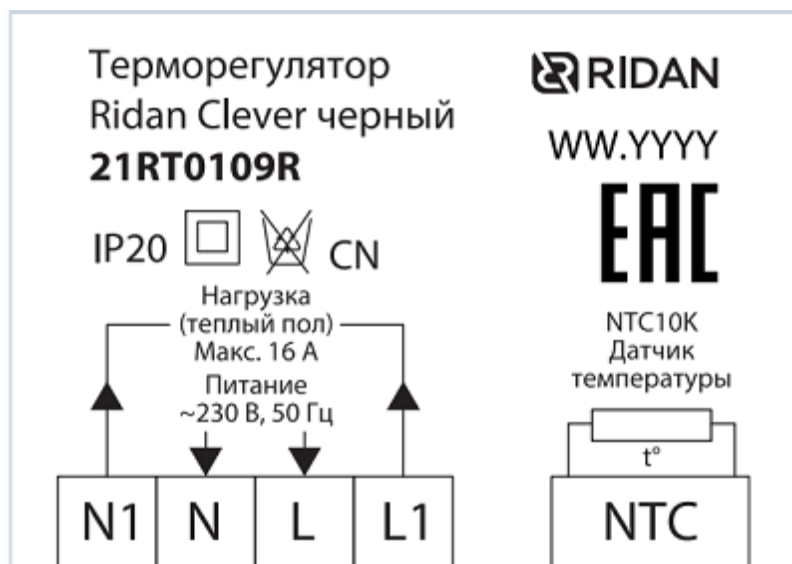 Терморегулятор
Ridan Clever черный
21RT0109R
RIDAN
WW.YYYY
EAC
IP20
CN
Нагрузка
(теплый пол)
Макс. 16 А
Питание
~230 В, 50 Гц
NTC10K
Датчик
температуры
t°
N1 N L L1
NTC